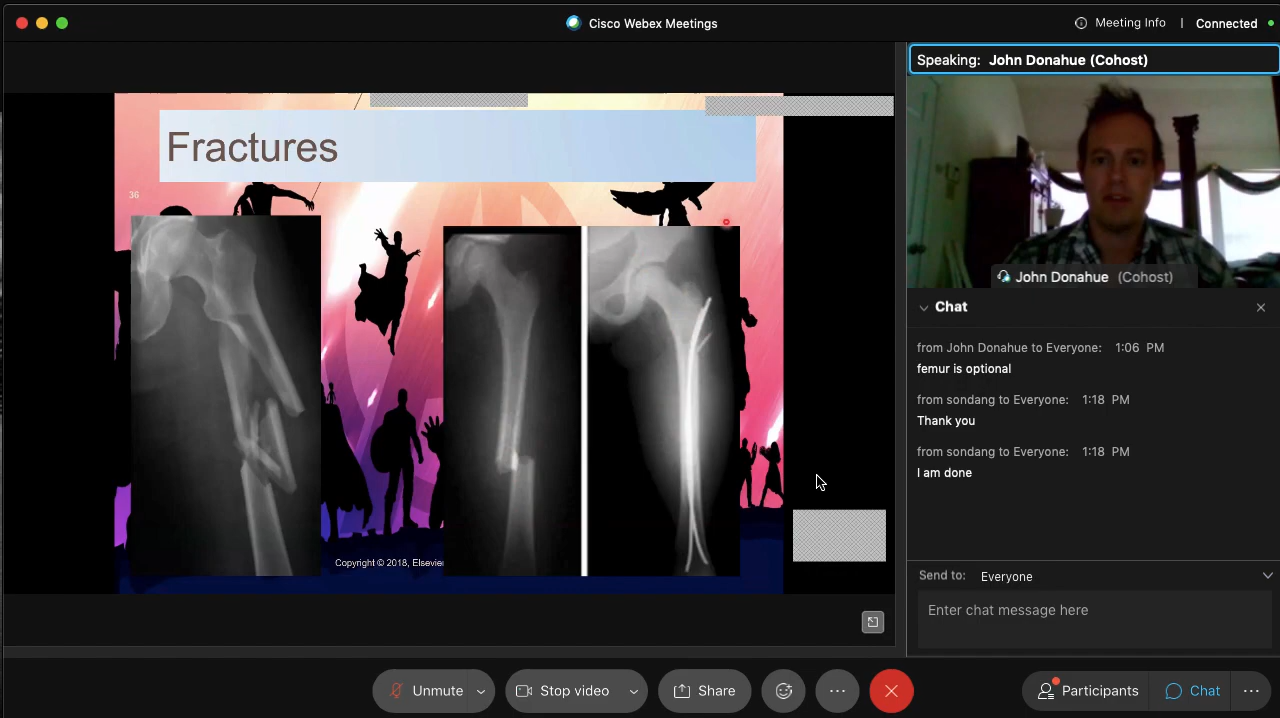 Cisco Webex Meetings
Meeting Info
Connected
Speaking: John Donahue (Cohost)
Fractures
36
Copyright © 2018, Elsevier
John Donahue (Cohost)
Chat
from John Donahue to Everyone: 1:06 PM
femur is optional
from sondang to Everyone: 1:18 PM
Thank you
from sondang to Everyone: 1:18 PM
I am done
Send to: Everyone
Enter chat message here
Unmute
Stop video
Share
Participants
Chat